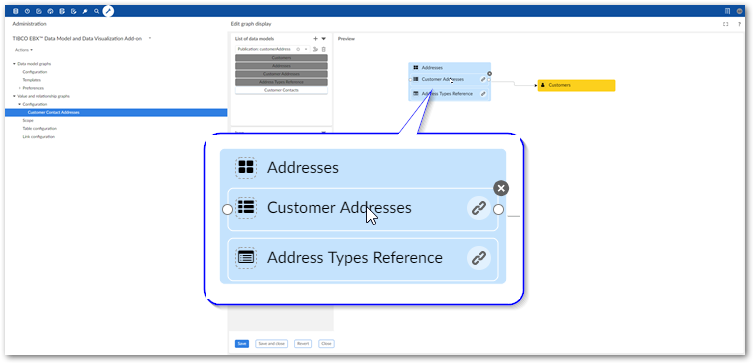 Administration
Edit graph display
?
TIBCO EBX™ Data Model and Data Visualization Add-on
Actions
List of data models
Preview
Publication: customerAddress
Customers
Addresses
Customer Addresses
Address Types Reference
Customer Contacts
Data model graphs
Configuration
Templates
Preferences
Value and relationship graphs
Configuration
Customer Contact Addresses
Scope
Table configuration
Link configuration
Addresses
Customer Addresses
Address Types Reference
Customers
Addresses
Customer Addresses
Address Types Reference
Save
Save and close
Revert
Close